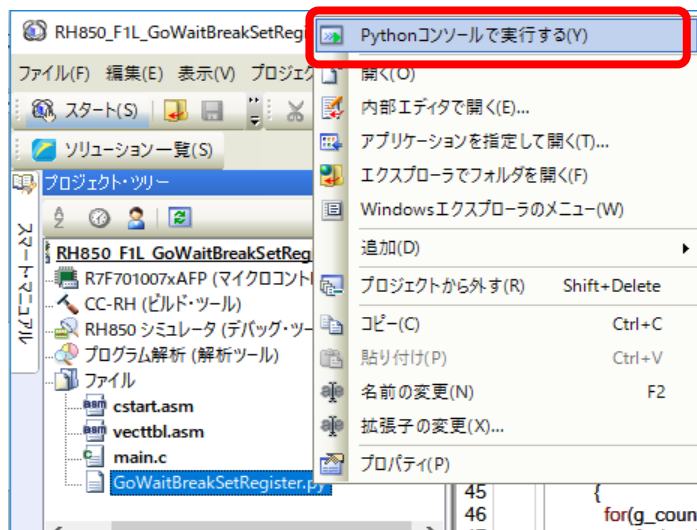 RH850_F1L_GoWaitBreakSetRegi
ファイル(F) 編集(E) 表示(V) プロジェク
スタート(S)
ソリューション一覧(S)
プロジェクト・ツリー
スマート・マニュアル
RH850_F1L_GoWaitBreakSetReg
R7F701007xAFP (マイクロコント
CC-RH (ビルド・ツール)
RH850 シミュレータ (デバッグ・ツー
プログラム解析 (解析ツール)
ファイル
cstart.asm
vecttbl.asm
main.c
GoWaitBreakSetRegister.py
Pythonコンソールで実行する(Y)
開く(O)
内部エディタで開く(E)...
アプリケーションを指定して開く(T)...
エクスプローラでフォルダを開く(F)
Windowsエクスプローラのメニュー(W)
追加(D)
プロジェクトから外す(R) Shift+Delete
コピー(C) Ctrl+C
貼り付け(P) Ctrl+V
名前の変更(N) F2
拡張子の変更(X)...
プロパティ(P)
45 {
46 for(g_coun